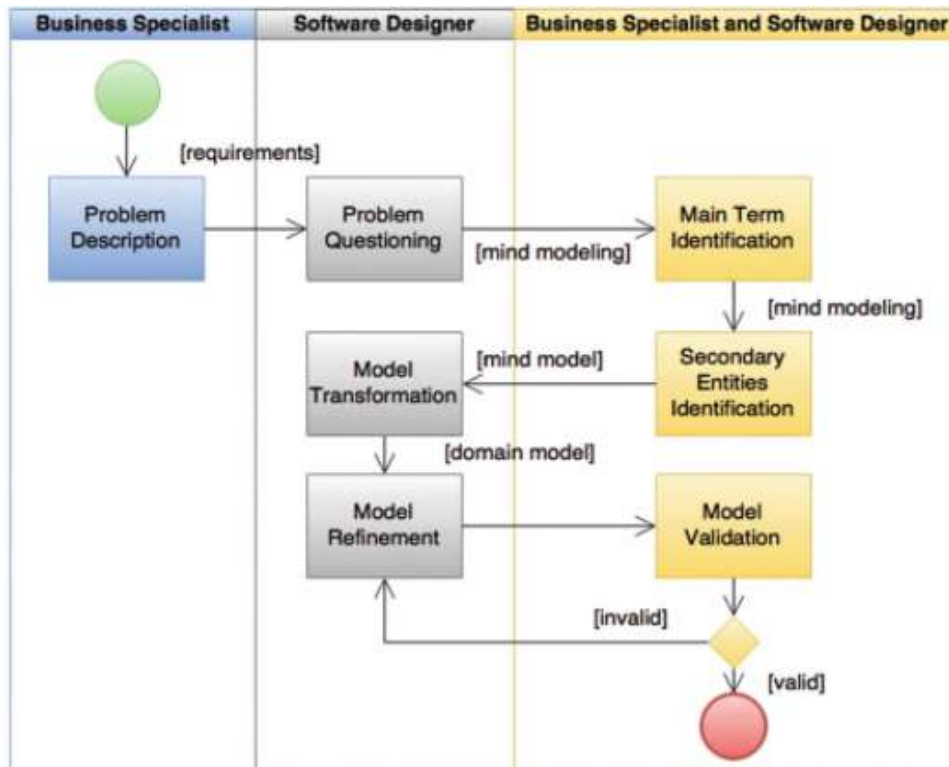 Business Specialist
Software Designer
Business Specialist and Software Designer
[requirements]
Problem
Description
Problem
Questioning
[mind modeling]
Main Term
Identification
[mind modeling]
Model
Transformation
[mind model]
Secondary
Entities
Identification
[domain model]
Model
Refinement
Model
Validation
[invalid]
[valid]